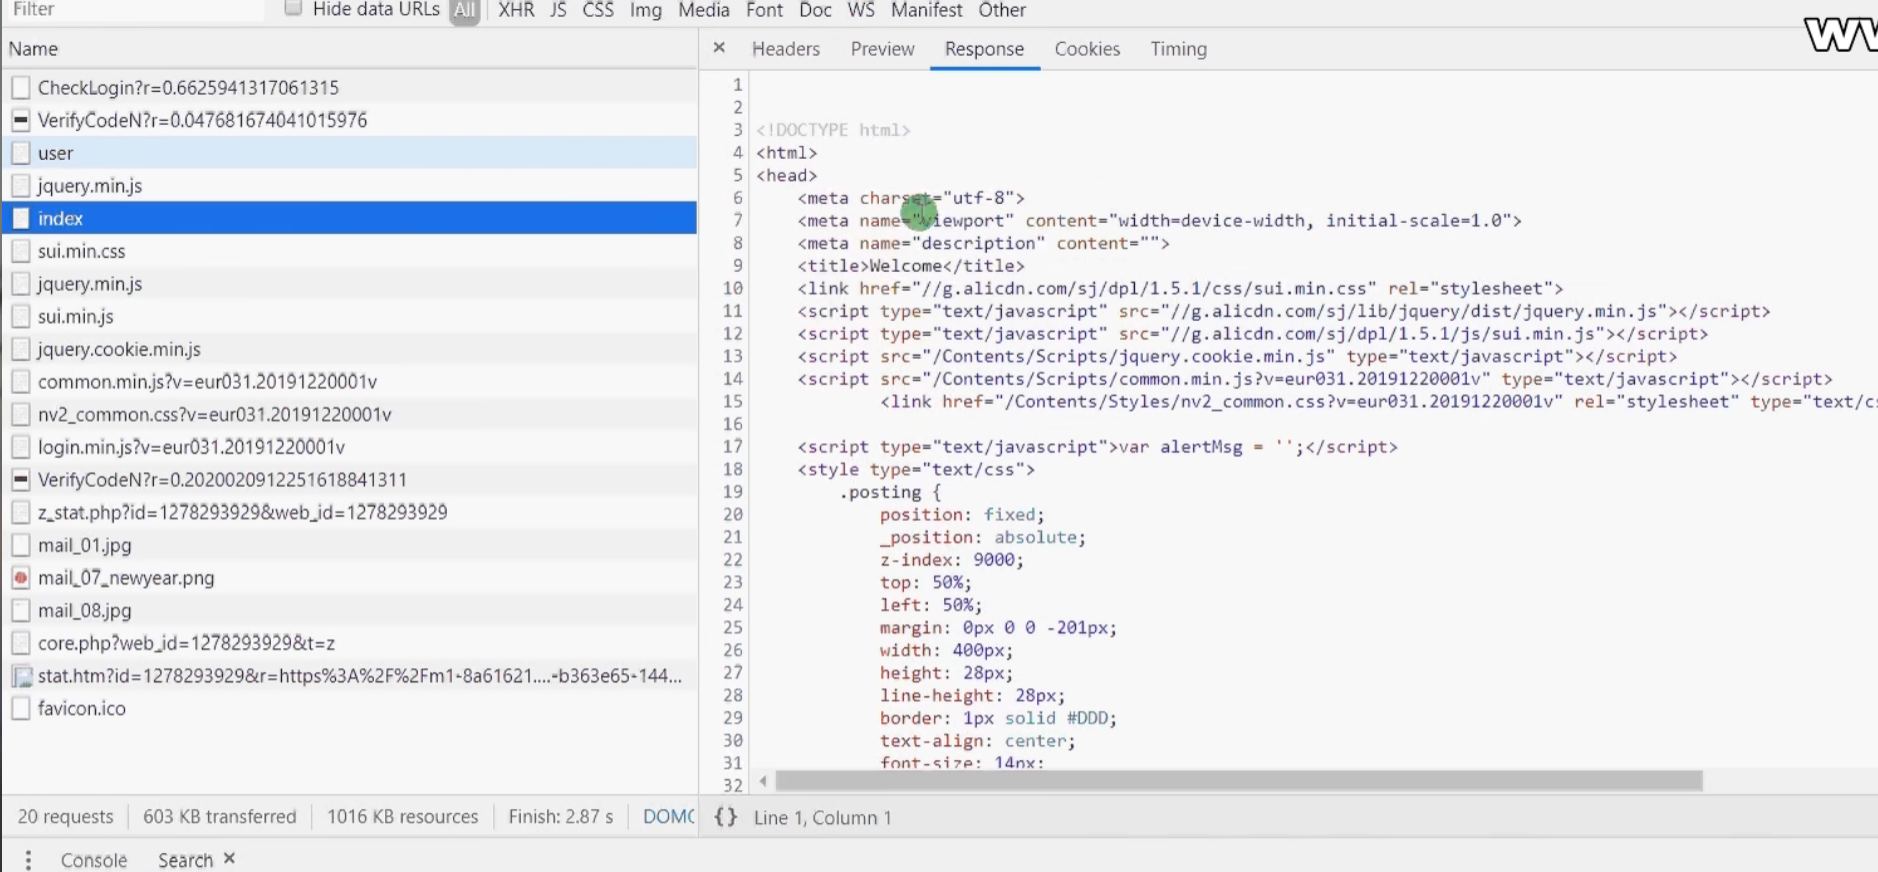 Filter
Hide data URLs All XHR JS CSS Img Media Font Doc WS Manifest Other
Name
CheckLogin?r=0.6625941317061315
VerifyCodeN?r=0.047681674041015976
user
jquery.min.js
index
sui.min.css
jquery.min.js
sui.min.js
jquery.cookie.min.js
common.min.js?v=eur031.20191220001v
nv2_common.css?v=eur031.20191220001v
login.min.js?v=eur031.20191220001v
VerifyCodeN?r=0.2020020912251618841311
z_stat.php?id=1278293929&web_id=1278293929
mail_01.jpg
mail_07_newyear.png
mail_08.jpg
core.php?web_id=1278293929&t=z
stat.htm?id=1278293929&r=https%3A%2F%2Fm1-8a61621....-b363e65-144...
favicon.ico
20 requests 603 KB transferred 1016 KB resources Finish: 2.87 s DOMC
Console Search ×
× Headers Preview Response Cookies Timing
1
2
3 <!DOCTYPE html>
4 <html>
5 <head>
6 <meta charset="utf-8">
7 <meta name="viewport" content="width=device-width, initial-scale=1.0">
8 <meta name="description" content="">
9 <title>Welcome</title>
10 <link href="//g.alicdn.com/sj/dpl/1.5.1/css/sui.min.css" rel="stylesheet">
11 <script type="text/javascript" src="//g.alicdn.com/sj/lib/jquery/dist/jquery.min.js"></script>
12 <script type="text/javascript" src="//g.alicdn.com/sj/dpl/1.5.1/js/sui.min.js"></script>
13 <script src="/Contents/Scripts/jquery.cookie.min.js" type="text/javascript"></script>
14 <script src="/Contents/Scripts/common.min.js?v=eur031.20191220001v" type="text/javascript"></script>
15 <link href="/Contents/Styles/nv2_common.css?v=eur031.20191220001v" rel="stylesheet" type="text/cs
16
17 <script type="text/javascript">var alertMsg = '';</script>
18 <style type="text/css">
19 .posting {
20 position: fixed;
21 _position: absolute;
22 z-index: 9000;
23 top: 50%;
24 left: 50%;
25 margin: 0px 0 0 -201px;
26 width: 400px;
27 height: 28px;
28 line-height: 28px;
29 border: 1px solid #DDD;
30 text-align: center;
31 font-size: 14px;
32
{} Line 1, Column 1